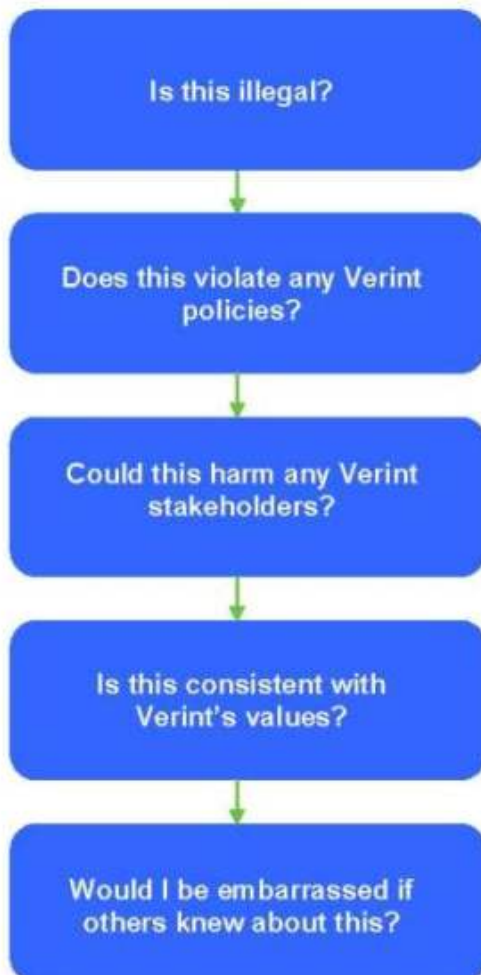 Is this illegal?
Does this violate any Verint
policies?
Could this harm any Verint
stakeholders?
Is this consistent with
Verint's values?
Would I be embarrassed if
others knew about this?